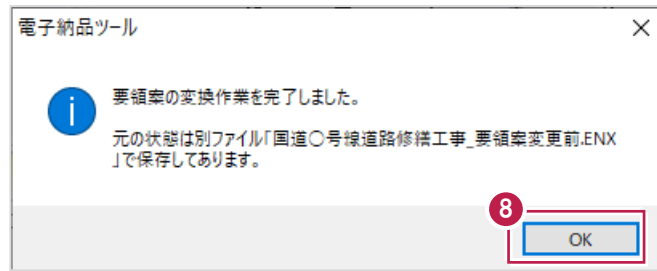 電子納品ツール
要領案の変換作業を完了しました。
元の状態は別ファイル「国道〇号線道路修繕工事_要領案変更前.ENX
」で保存してあります。
8
OK